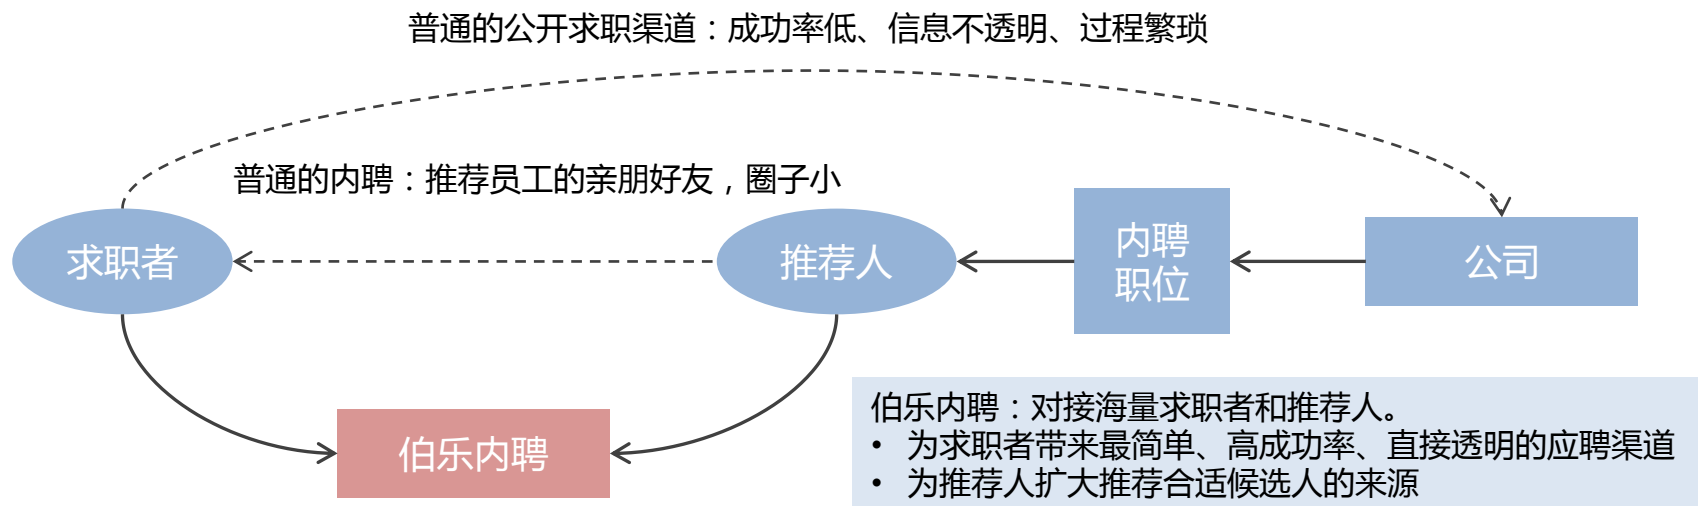 普通的公开求职渠道：成功率低、信息不透明、过程繁琐
普通的内聘：推荐员工的亲朋好友，圈子小
求职者
推荐人
内聘
职位
公司
伯乐内聘
伯乐内聘：对接海量求职者和推荐人。
• 为求职者带来最简单、高成功率、直接透明的应聘渠道
• 为推荐人扩大推荐合适候选人的来源